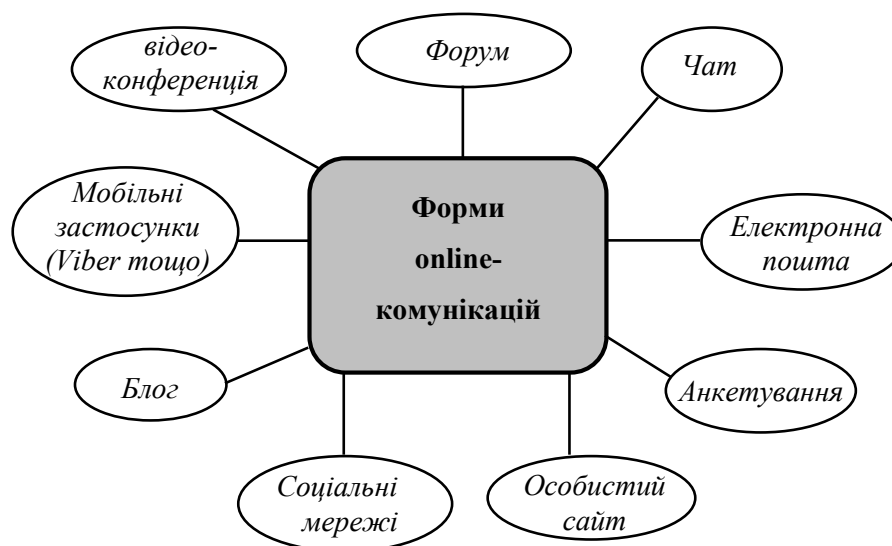 відео-
конференція
Форум
Чат
Мобільні
застосунки
(Viber тощо)
Форми
online-
комунікацій
Електронна
пошта
Блог
Анкетування
Соціальні
мережі
Особистий
сайт